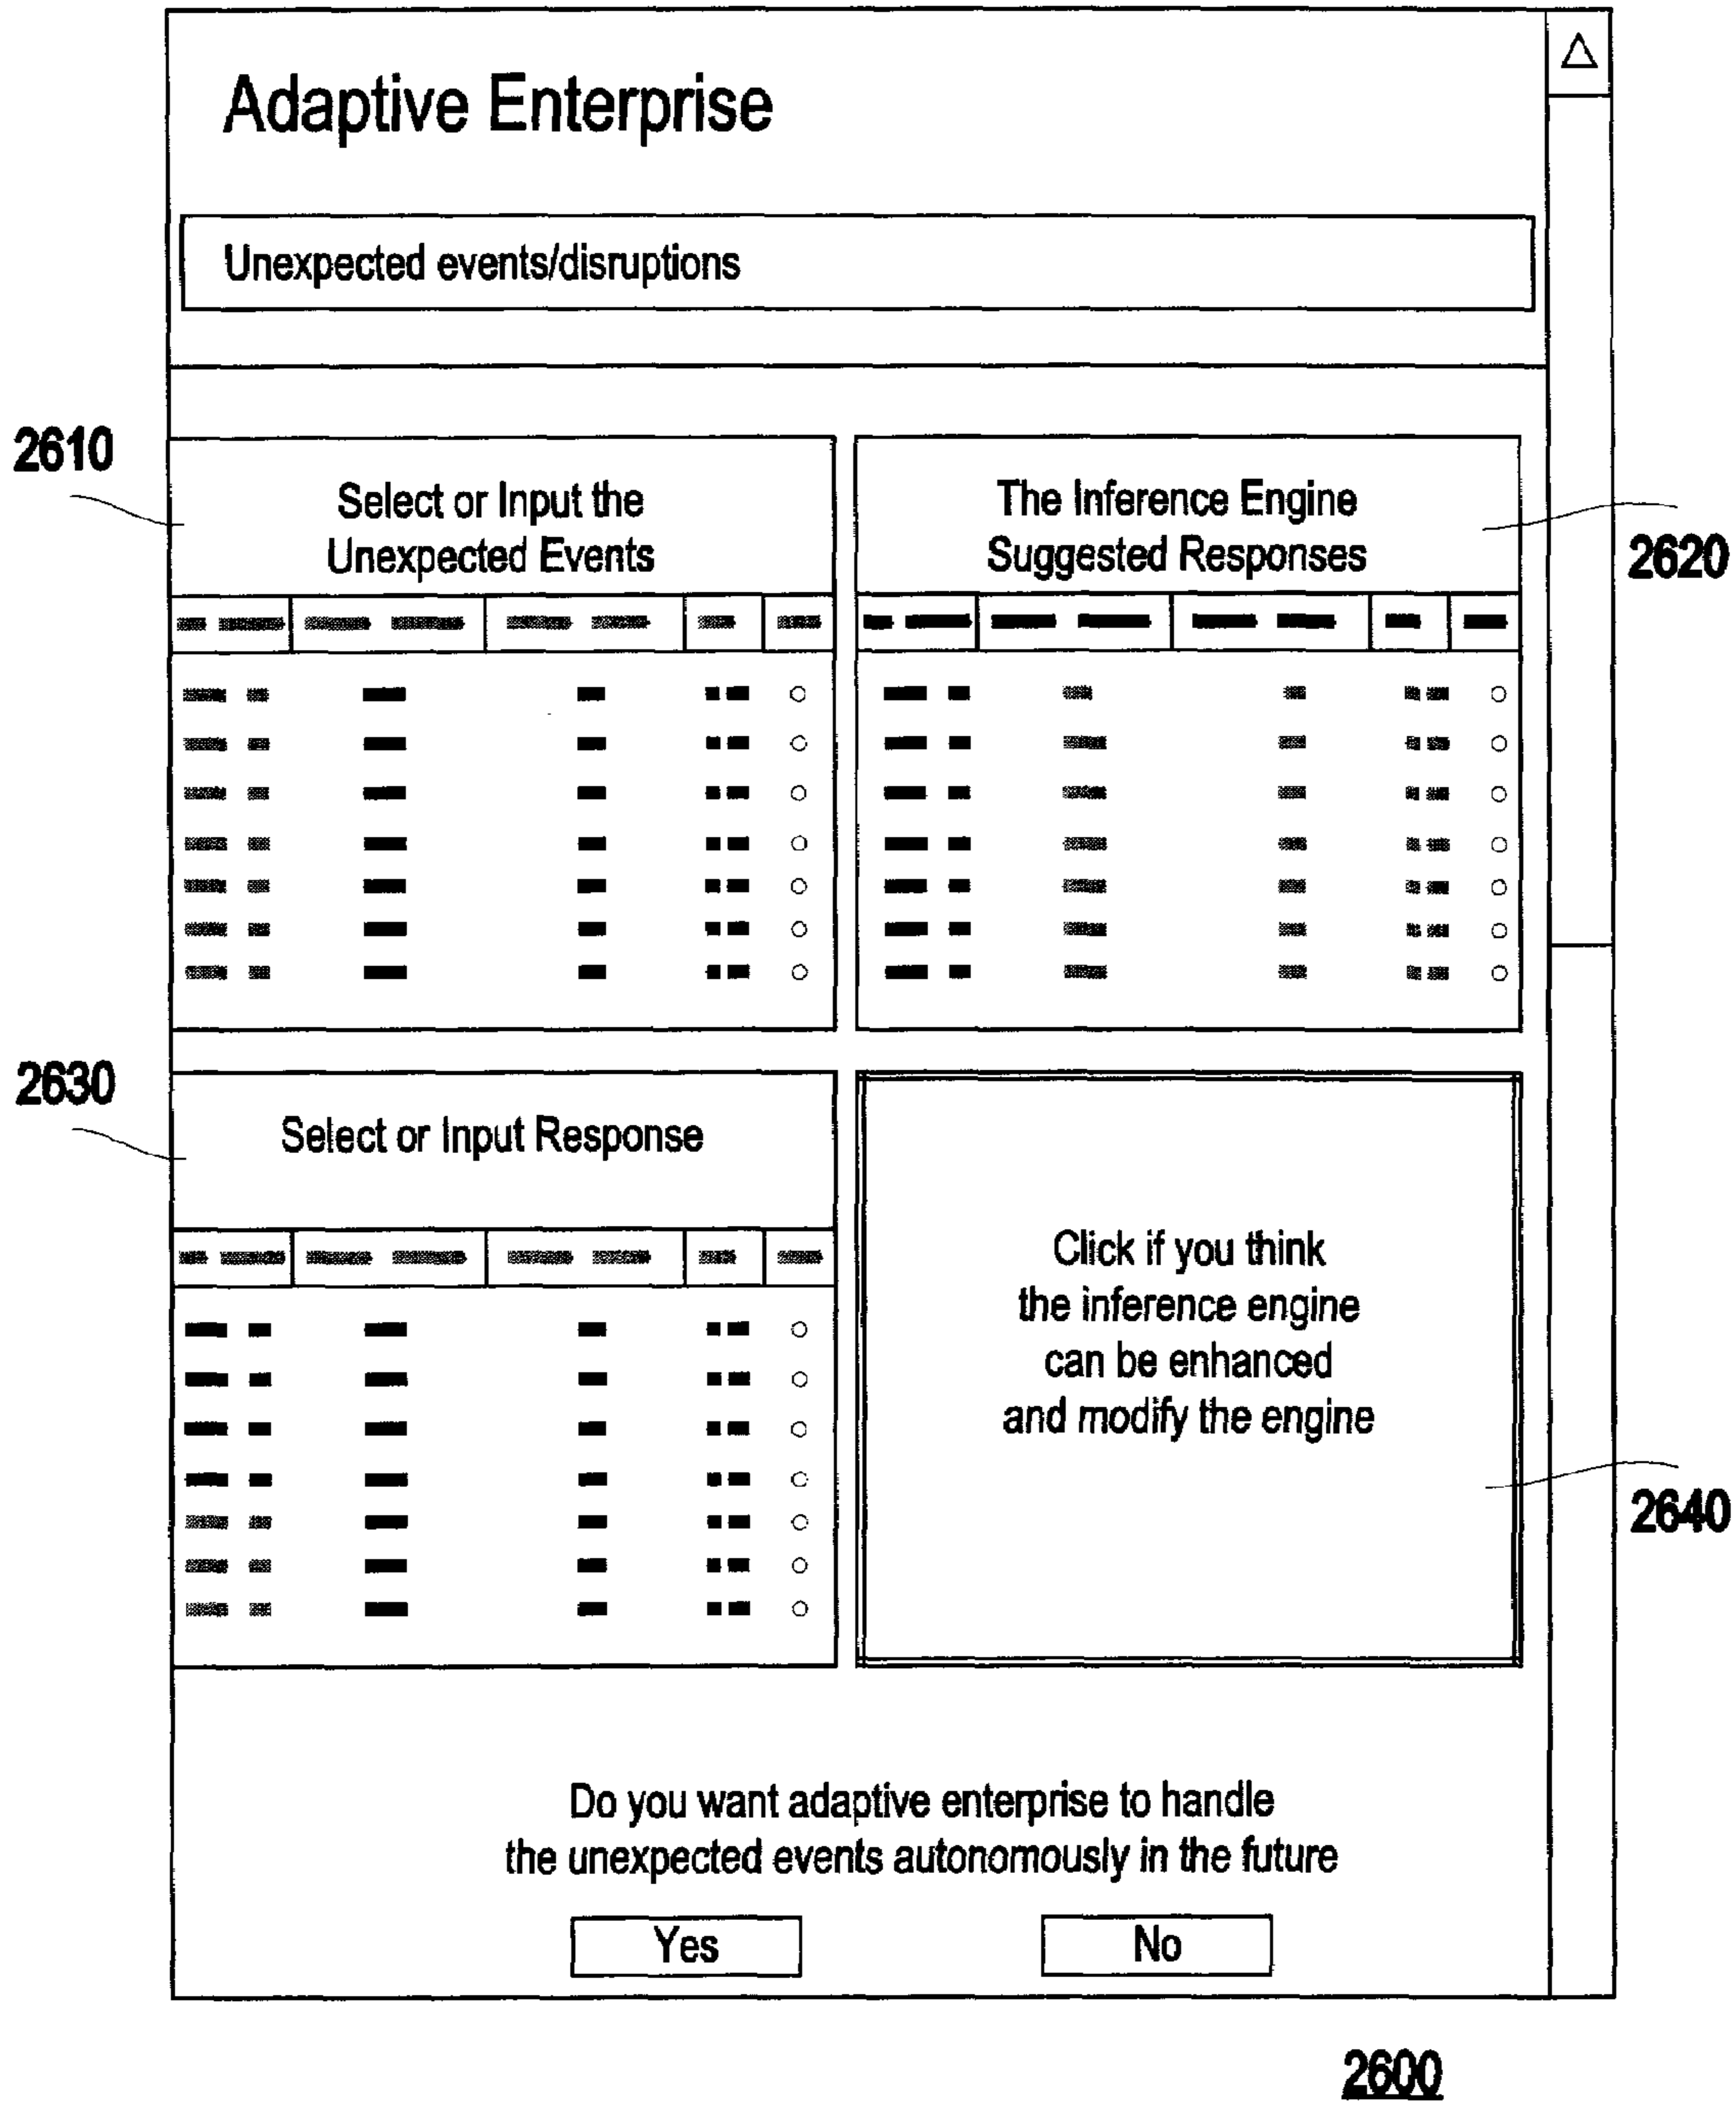 Adaptive Enterprise
Unexpected events/disruptions
2610
Select or Input the
Unexpected Events
The Inference Engine
Suggested Responses
2620
2630
Select or Input Response
Click if you think
the inference engine
can be enhanced
and modify the engine
2640
Do you want adaptive enterprise to handle
the unexpected events autonomously in the future
Yes
No
2600